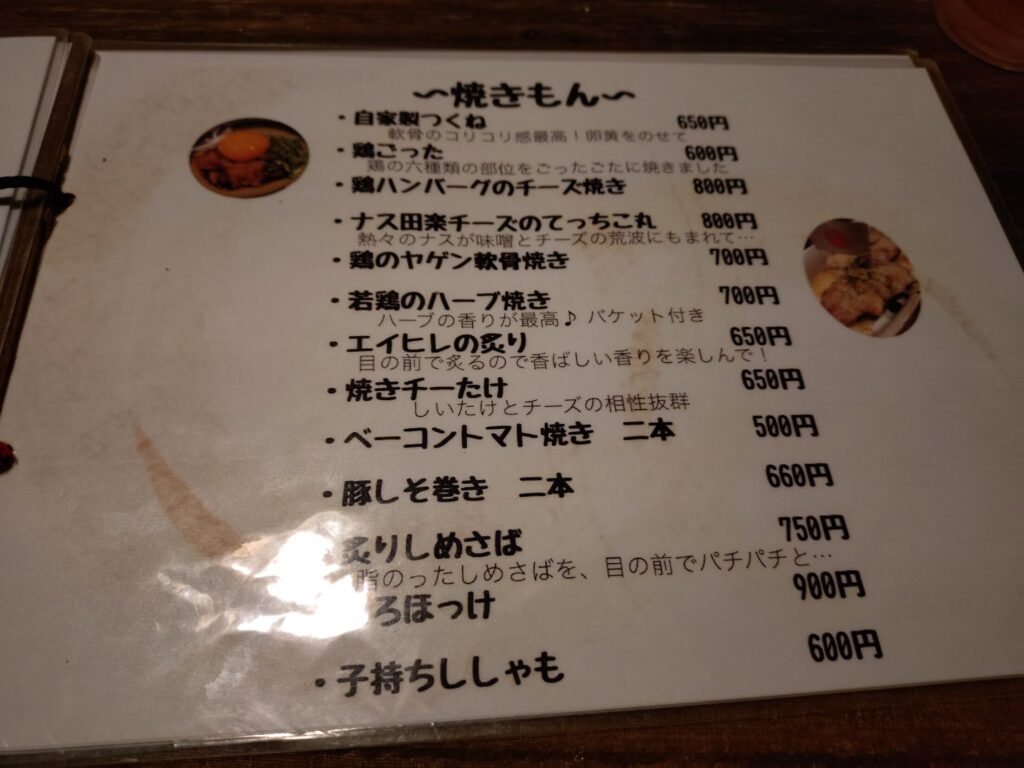 〜焼きもん〜
・自家製つくね 650円
軟骨のコリコリ感最高！卵黄をのせて
・鶏ごった 600円
鶏の六種類の部位をごったごたに焼きました
・鶏ハンバーグのチーズ焼き 800円
・ナス田楽チーズのてっちこ丸 800円
熱々のナスが味噌とチーズの荒波にもまれて…
・鶏のヤゲン軟骨焼き 700円
・若鶏のハーブ焼き 700円
ハーブの香りが最高♪ バケット付き
・エイヒレの炙り 650円
目の前で炙るので香ばしい香りを楽しんで！
・焼きチーたけ 650円
しいたけとチーズの相性抜群
・ベーコントマト焼き 二本 500円
・豚しそ巻き 二本 660円
炙りしめさば 750円
脂のったしめさばを、目の前でパチパチと…
ろほっけ 900円
・子持ちししゃも 600円